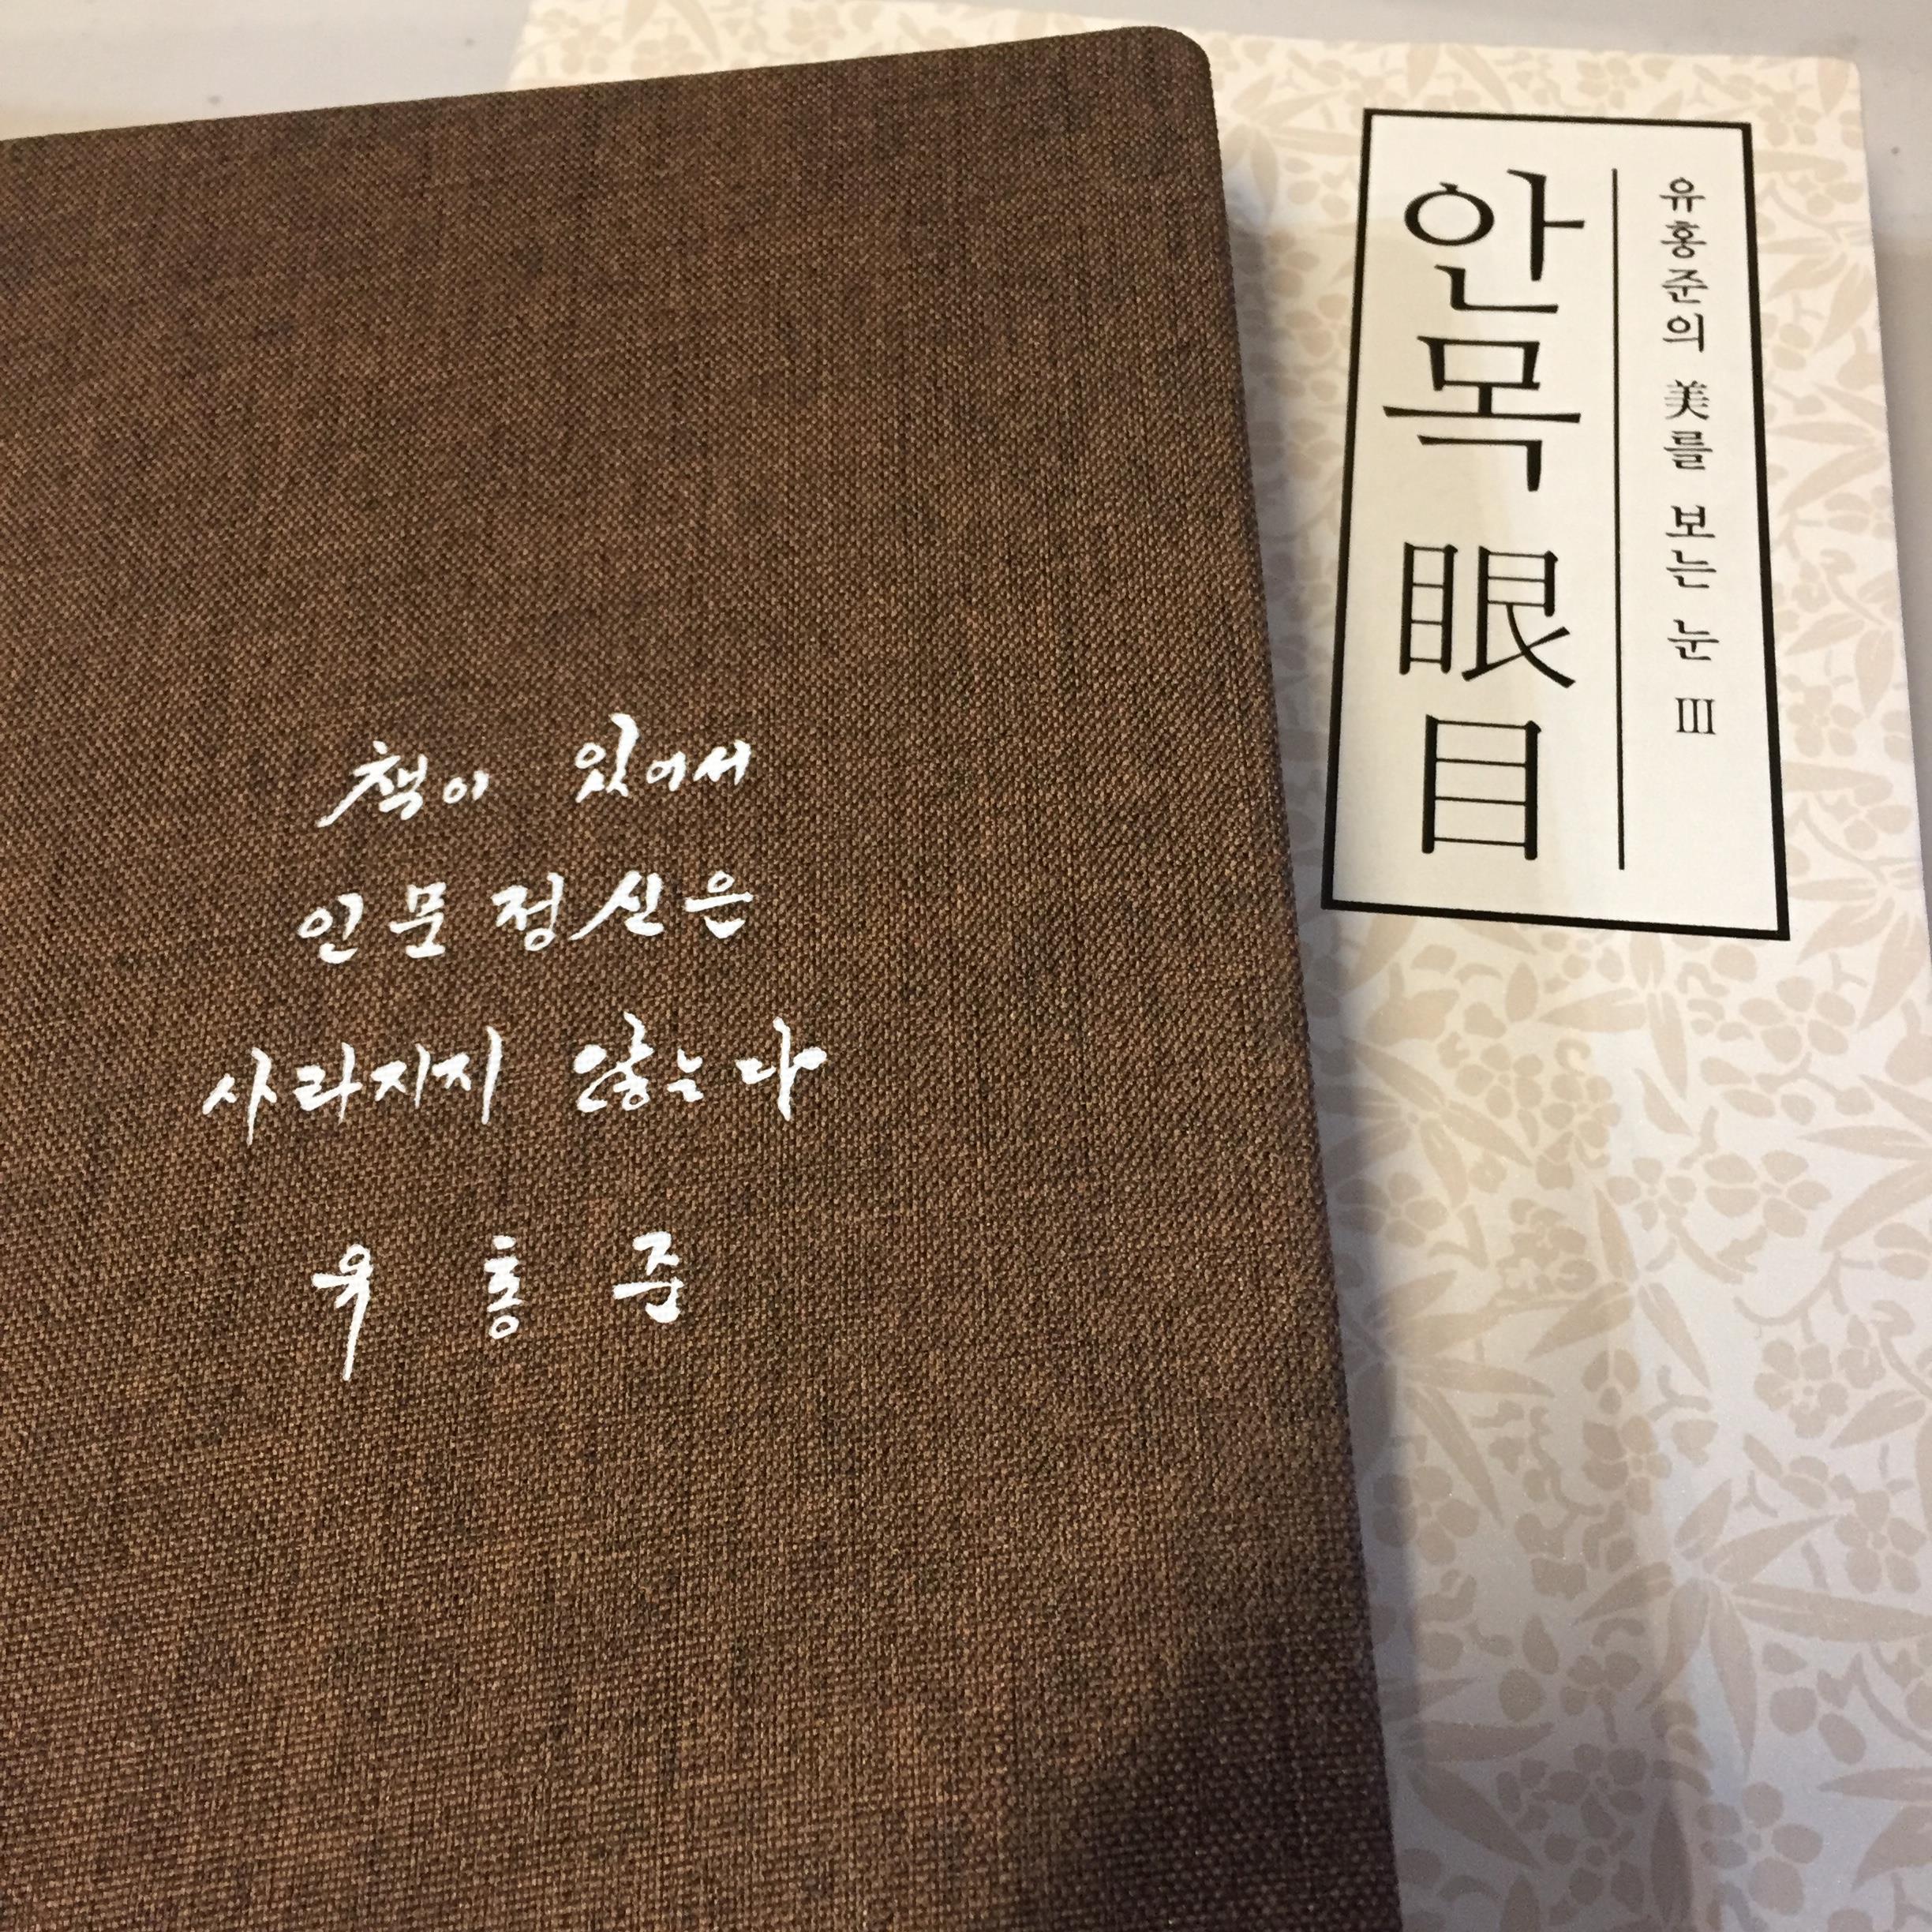 책이 있어서
인문정신은
사라지지 않는다
유홍준
유홍준의 美를 보는 눈 III
안목 眼目